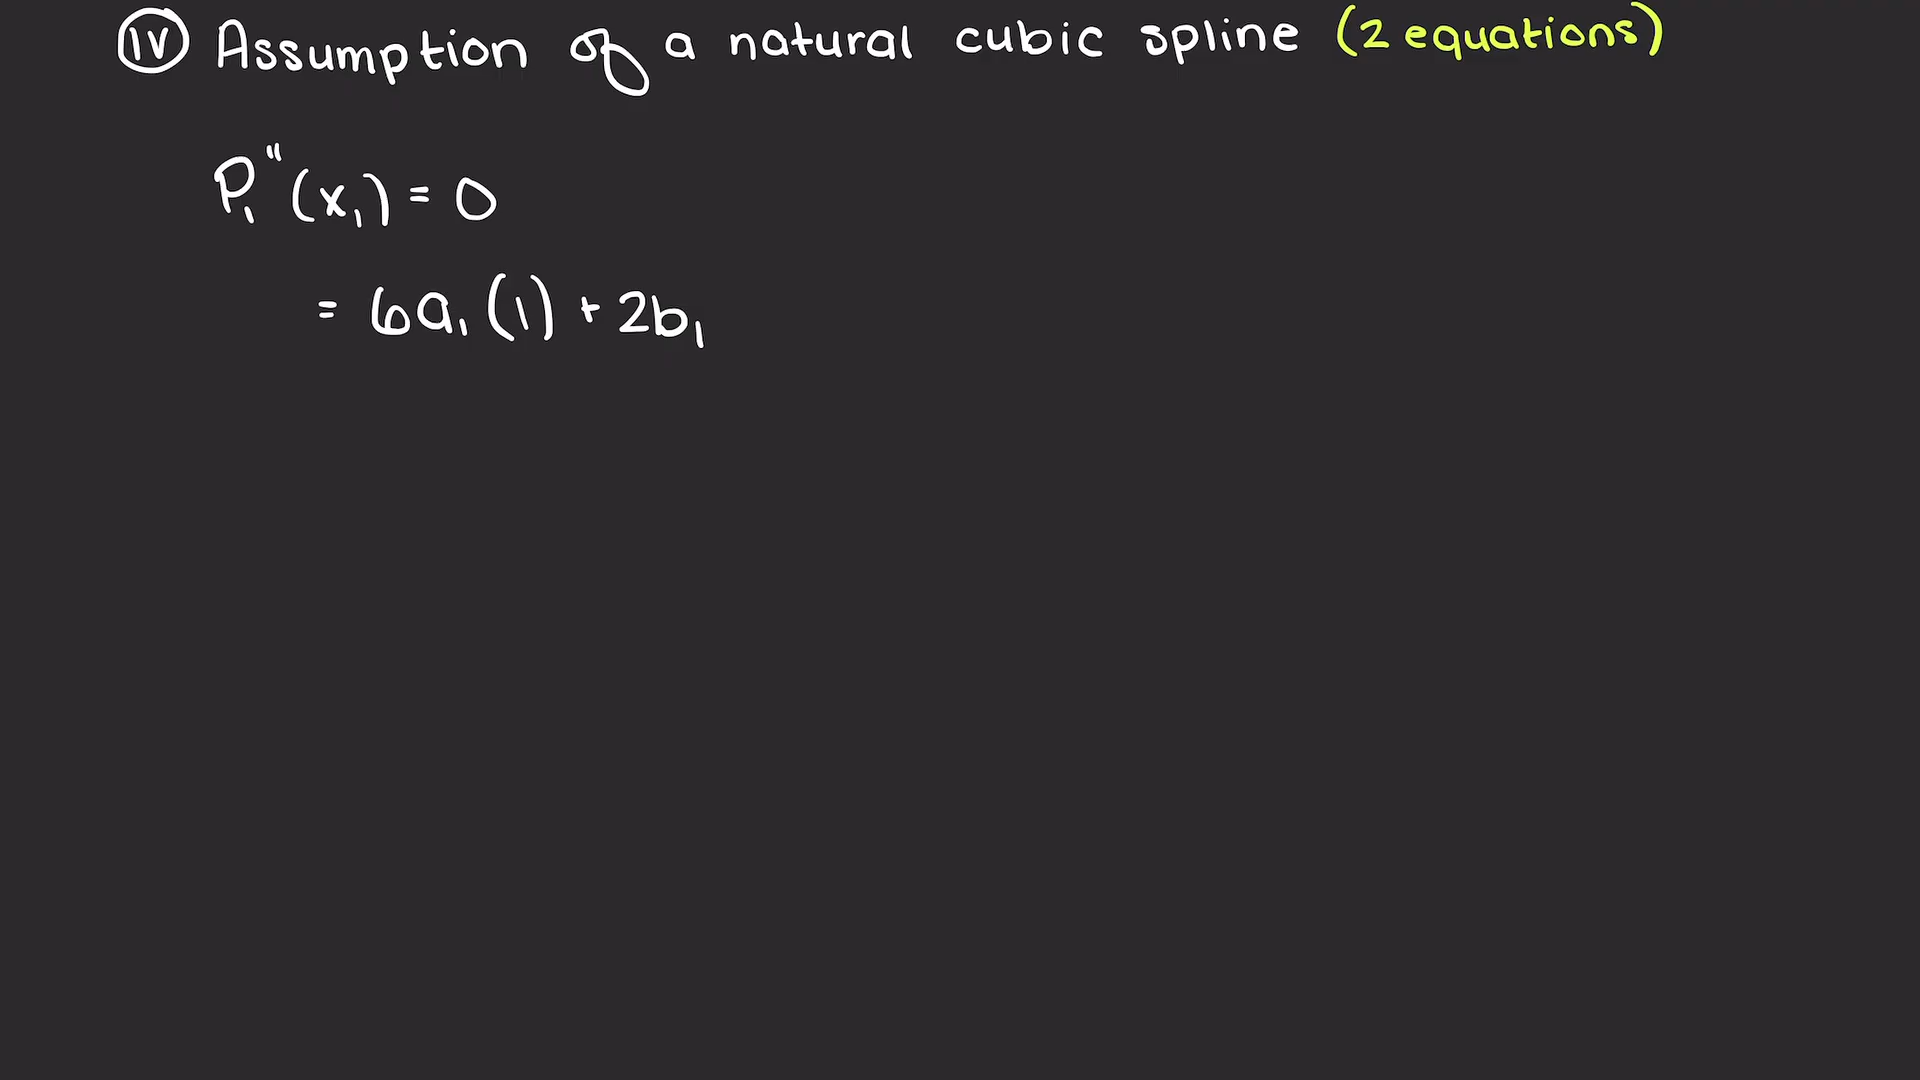 (IV) Assumption of a natural cubic spline (2 equations)
P₁"(x₁) = 0
= 6a₁(1) + 2b₁